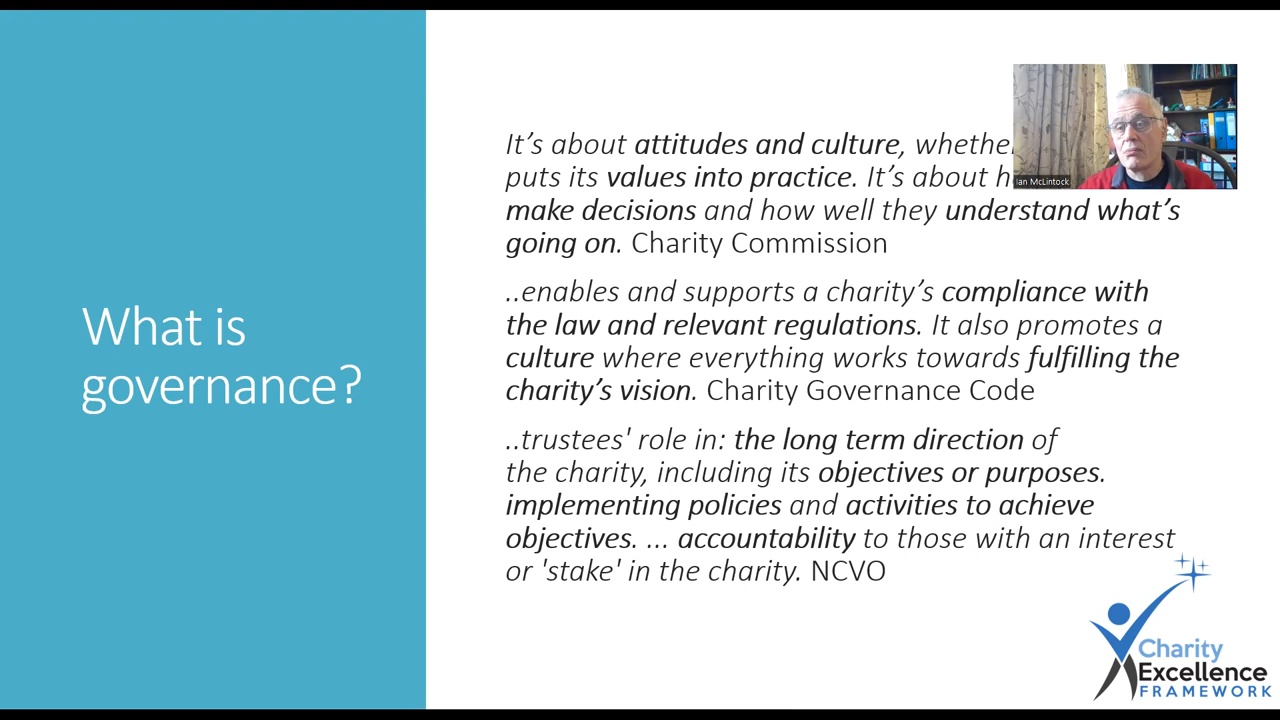 What is
governance?
It’s about attitudes and culture, whether
puts its values into practice. It’s about h
make decisions and how well they understand what’s
going on. Charity Commission
..enables and supports a charity’s compliance with
the law and relevant regulations. It also promotes a
culture where everything works towards fulfilling the
charity’s vision. Charity Governance Code
..trustees' role in: the long term direction of
the charity, including its objectives or purposes.
implementing policies and activities to achieve
objectives. ... accountability to those with an interest
or 'stake' in the charity. NCVO
Ian McLintock
Charity
Excellence
FRAMEWORK